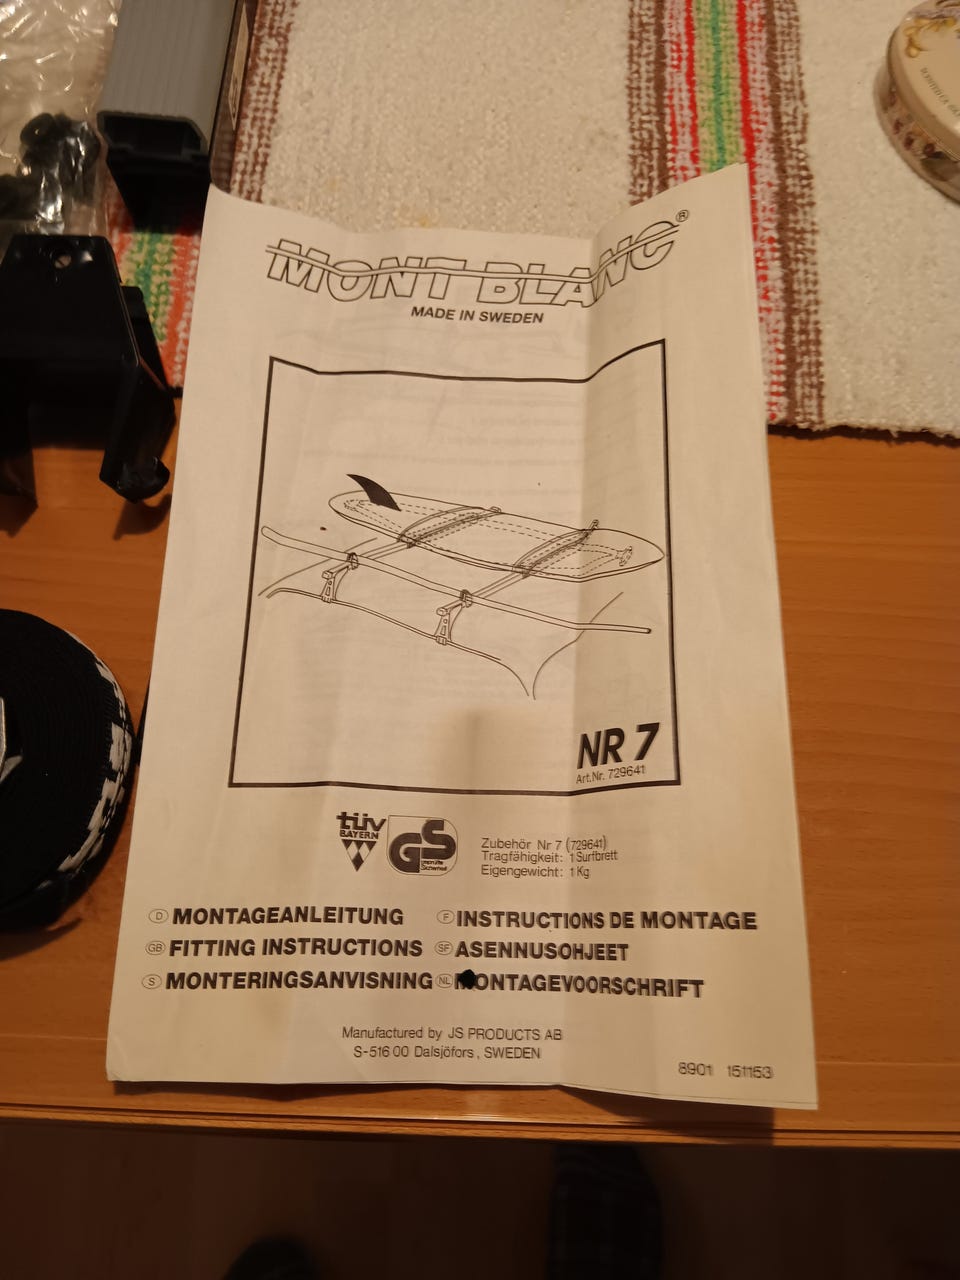 MONT BLANC®
MADE IN SWEDEN
NR 7
Art.Nr. 729641
TÜV
BAYERN
GS
geprüfte
Sicherheit
Zubehör Nr 7 (729641)
Tragfähigkeit: 1 Surfbrett
Eigengewicht: 1 Kg
D MONTAGEANLEITUNG
F INSTRUCTIONS DE MONTAGE
GB FITTING INSTRUCTIONS
SF ASENNUSOHJEET
S MONTERINGSANVISNING
NL MONTAGEVOORSCHRIFT
Manufactured by JS PRODUCTS AB
S-516 00 Dalsjöfors, SWEDEN
8901 151153